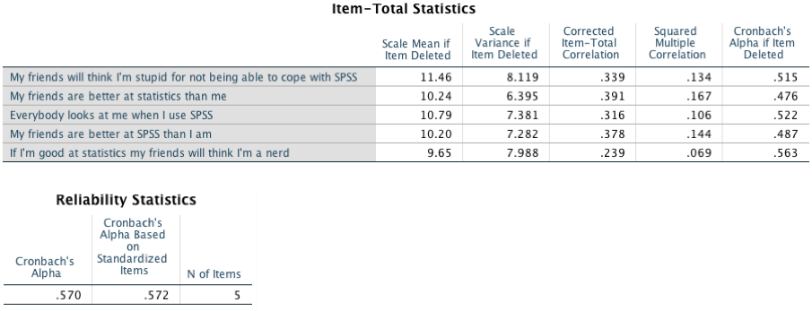 Item-Total Statistics
Scale Mean if Item Deleted Scale Variance if Item Deleted Corrected Item-Total Correlation Squared Multiple Correlation Cronbach's Alpha if Item Deleted
My friends will think I'm stupid for not being able to cope with SPSS 11.46 8.119 .339 .134 .515
My friends are better at statistics than me 10.24 6.395 .391 .167 .476
Everybody looks at me when I use SPSS 10.79 7.381 .316 .106 .522
My friends are better at SPSS than I am 10.20 7.282 .378 .144 .487
If I'm good at statistics my friends will think I'm a nerd 9.65 7.988 .239 .069 .563
Reliability Statistics
Cronbach's Alpha Cronbach's Alpha Based on Standardized Items N of Items
.570 .572 5